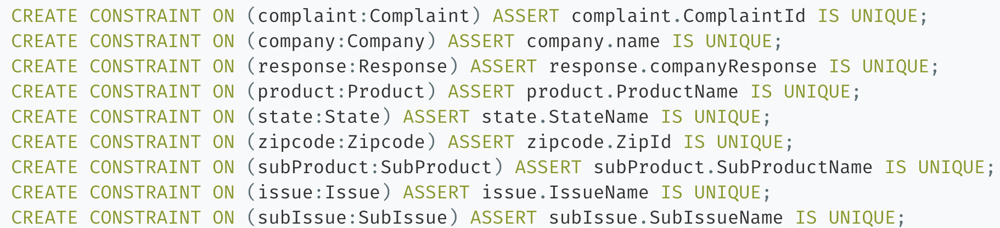 CREATE CONSTRAINT ON (complaint:Complaint) ASSERT complaint.ComplaintId IS UNIQUE;
CREATE CONSTRAINT ON (company:Company) ASSERT company.name IS UNIQUE;
CREATE CONSTRAINT ON (response:Response) ASSERT response.companyResponse IS UNIQUE;
CREATE CONSTRAINT ON (product:Product) ASSERT product.ProductName IS UNIQUE;
CREATE CONSTRAINT ON (state:State) ASSERT state.StateName IS UNIQUE;
CREATE CONSTRAINT ON (zipcode:Zipcode) ASSERT zipcode.ZipId IS UNIQUE;
CREATE CONSTRAINT ON (subProduct:SubProduct) ASSERT subProduct.SubProductName IS UNIQUE;
CREATE CONSTRAINT ON (issue:Issue) ASSERT issue.IssueName IS UNIQUE;
CREATE CONSTRAINT ON (subIssue:SubIssue) ASSERT subIssue.SubIssueName IS UNIQUE;